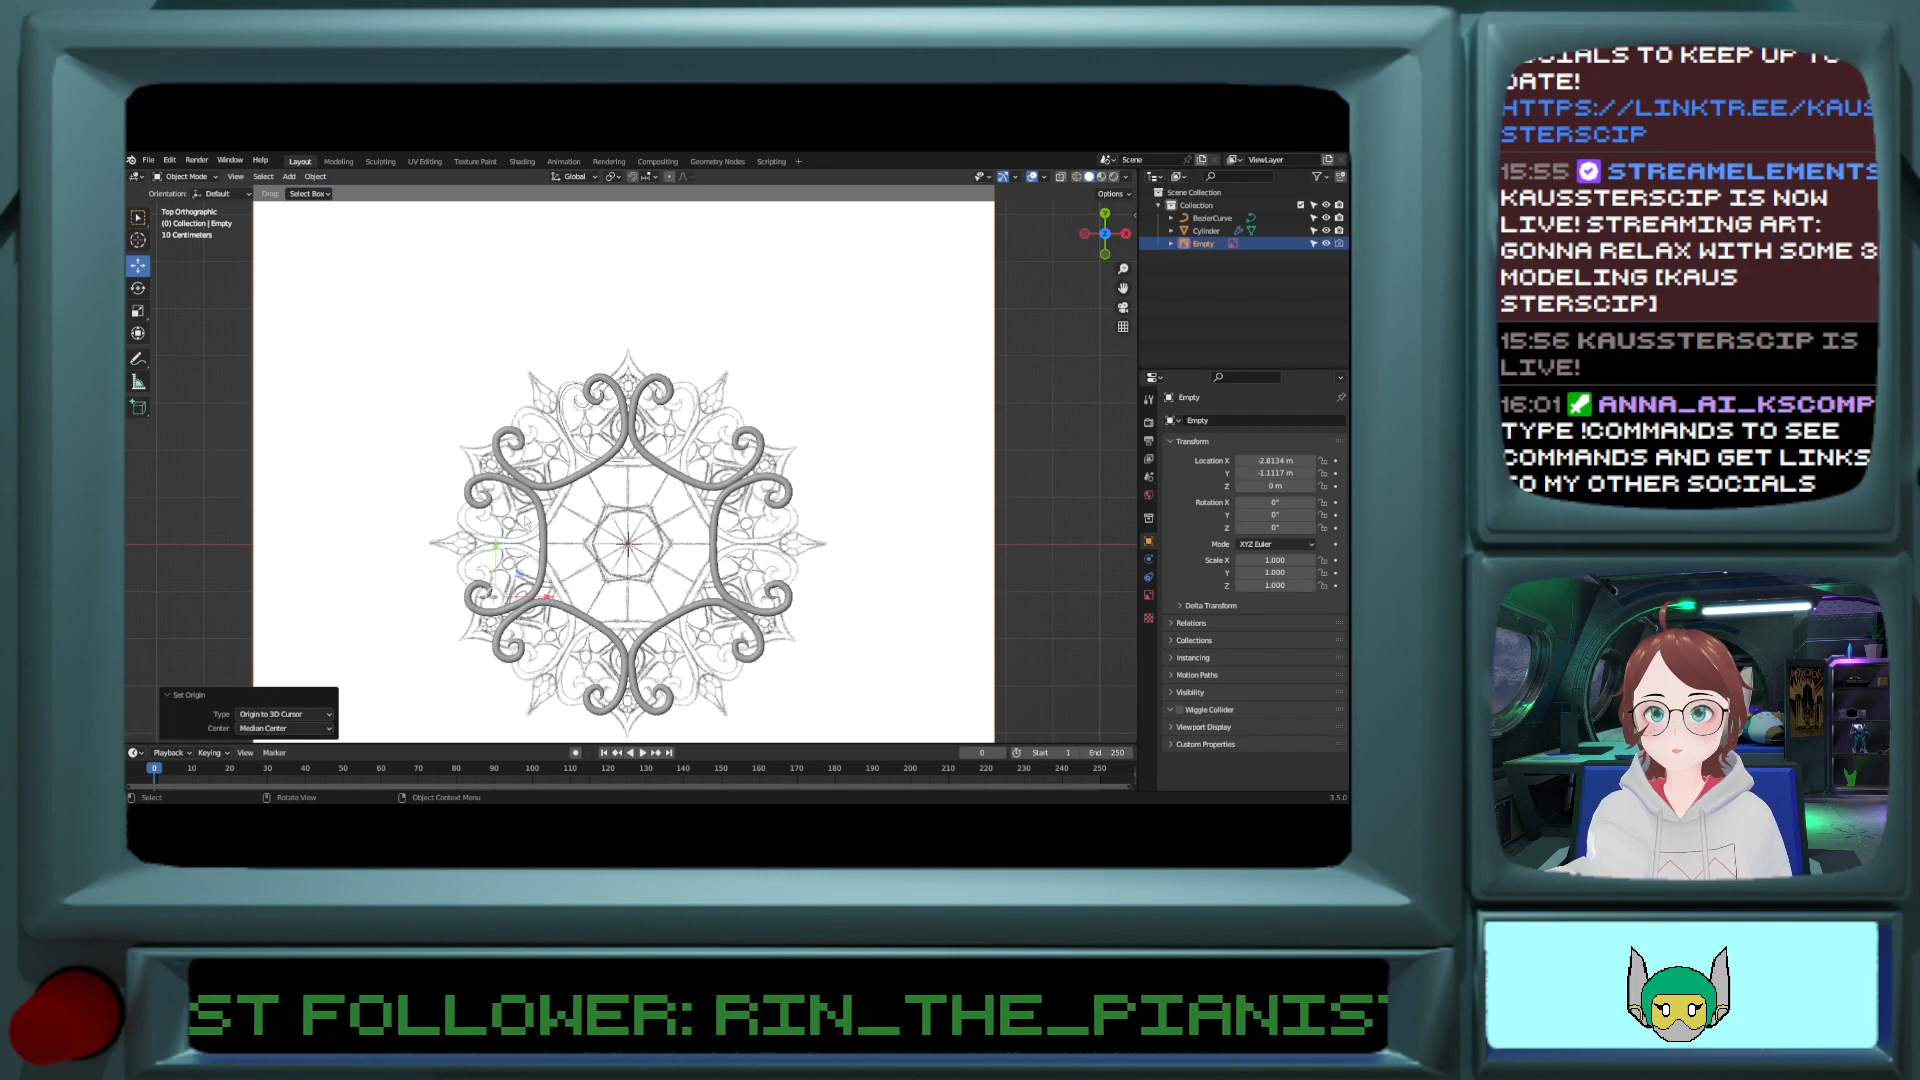 File Edit Render Window Help Layout Modeling Sculpting UV Editing Texture Paint Shading Animation Rendering Compositing Geometry Nodes Scripting + Scene ViewLayer
Object Mode View Select Add Object Global
Orientation: Default Drag: Select Box Options
Top Orthographic
(0) Collection | Empty
10 Centimeters
Set Origin
Type Origin to 3D Cursor
Center Median Center
Scene Collection
Collection
BezierCurve
Cylinder
Empty
Empty
Empty
Transform
Location X -2.8134 m
Y -1.1117 m
Z 0 m
Rotation X 0°
Y 0°
Z 0°
Mode XYZ Euler
Scale X 1.000
Y 1.000
Z 1.000
Delta Transform
Relations
Collections
Instancing
Motion Paths
Visibility
Wiggle Collider
Viewport Display
Custom Properties
Playback Keying View Marker 0 Start 1 End 250
0 10 20 30 40 50 60 70 80 90 100 110 120 130 140 150 160 170 180 190 200 210 220 230 240 250
Select Rotate View Object Context Menu 3.5.0
SOCIALS TO KEEP UP TO
DATE!
HTTPS://LINKTR.EE/KAUS
STERSCIP
15:55 STREAMELEMENTS
KAUSSTERSCIP IS NOW
LIVE! STREAMING ART:
GONNA RELAX WITH SOME 3
MODELING [KAUS
STERSCIP]
15:56 KAUSSTERSCIP IS
LIVE!
16:01 ANNA_AI_KSCOMP
TYPE !COMMANDS TO SEE
COMMANDS AND GET LINKS
TO MY OTHER SOCIALS
ST FOLLOWER: RIN_THE_PIANIST